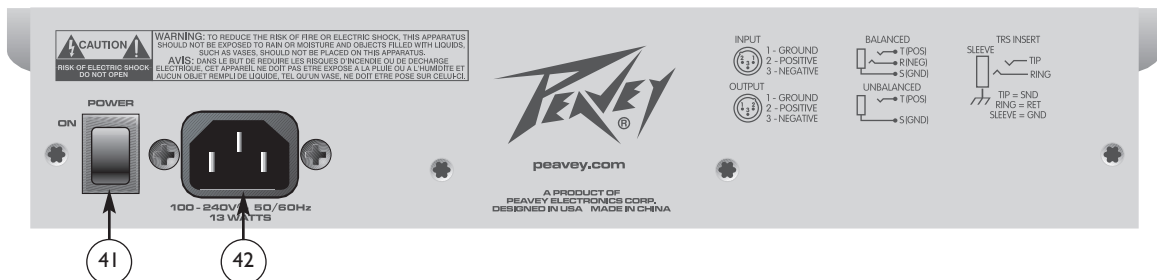 CAUTION
RISK OF ELECTRIC SHOCK
DO NOT OPEN
WARNING: TO REDUCE THE RISK OF FIRE OR ELECTRIC SHOCK, THIS APPARATUS
SHOULD NOT BE EXPOSED TO RAIN OR MOISTURE AND OBJECTS FILLED WITH LIQUIDS,
SUCH AS VASES, SHOULD NOT BE PLACED ON THIS APPARATUS.
AVIS: DANS LE BUT DE REDUIRE LES RISQUES D'INCENDIE OU DE DECHARGE
ELECTRIQUE, CET APPAREIL NE DOIT PAS ETRE EXPOSE A LA PLUIE OU A L'HUMIDITE ET
AUCUN OBJET REMPLI DE LIQUIDE, TEL QU'UN VASE, NE DOIT ETRE POSE SUR CELUI-CI.
POWER
ON
100 - 240V~ 50/60Hz
13 WATTS
41
42
PEAVEY®
peavey.com
A PRODUCT OF
PEAVEY ELECTRONICS CORP.
DESIGNED IN USA MADE IN CHINA
INPUT
1 - GROUND
2 - POSITIVE
3 - NEGATIVE
OUTPUT
1 - GROUND
2 - POSITIVE
3 - NEGATIVE
BALANCED
T(POS)
R(NEG)
S(GND)
UNBALANCED
T(POS)
S(GND)
TRS INSERT
SLEEVE
TIP
RING
TIP = SND
RING = RET
SLEEVE = GND